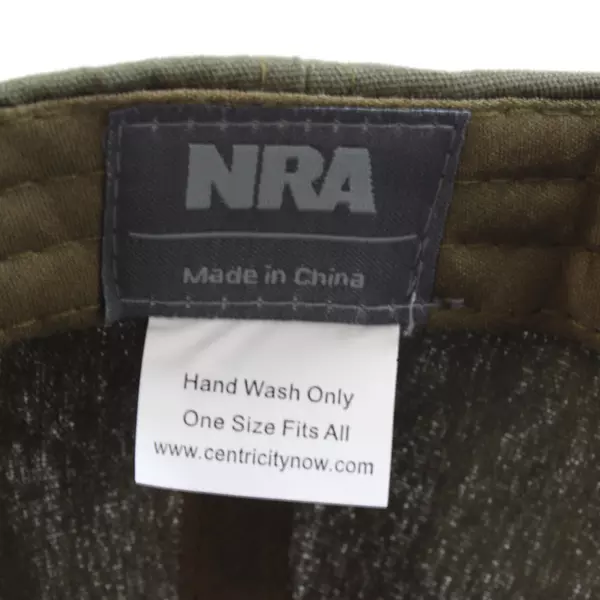 NRA
Made in China
Hand Wash Only
One Size Fits All
www.centricitynow.com